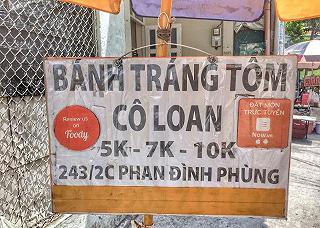 BÁNH TRÁNG TÔM
CÔ LOAN
5K - 7K - 10K
243/2C PHAN ĐÌNH PHÙNG
Review us
on
Foody
ĐẶT MÓN
TRỰC TUYẾN
Now.vn